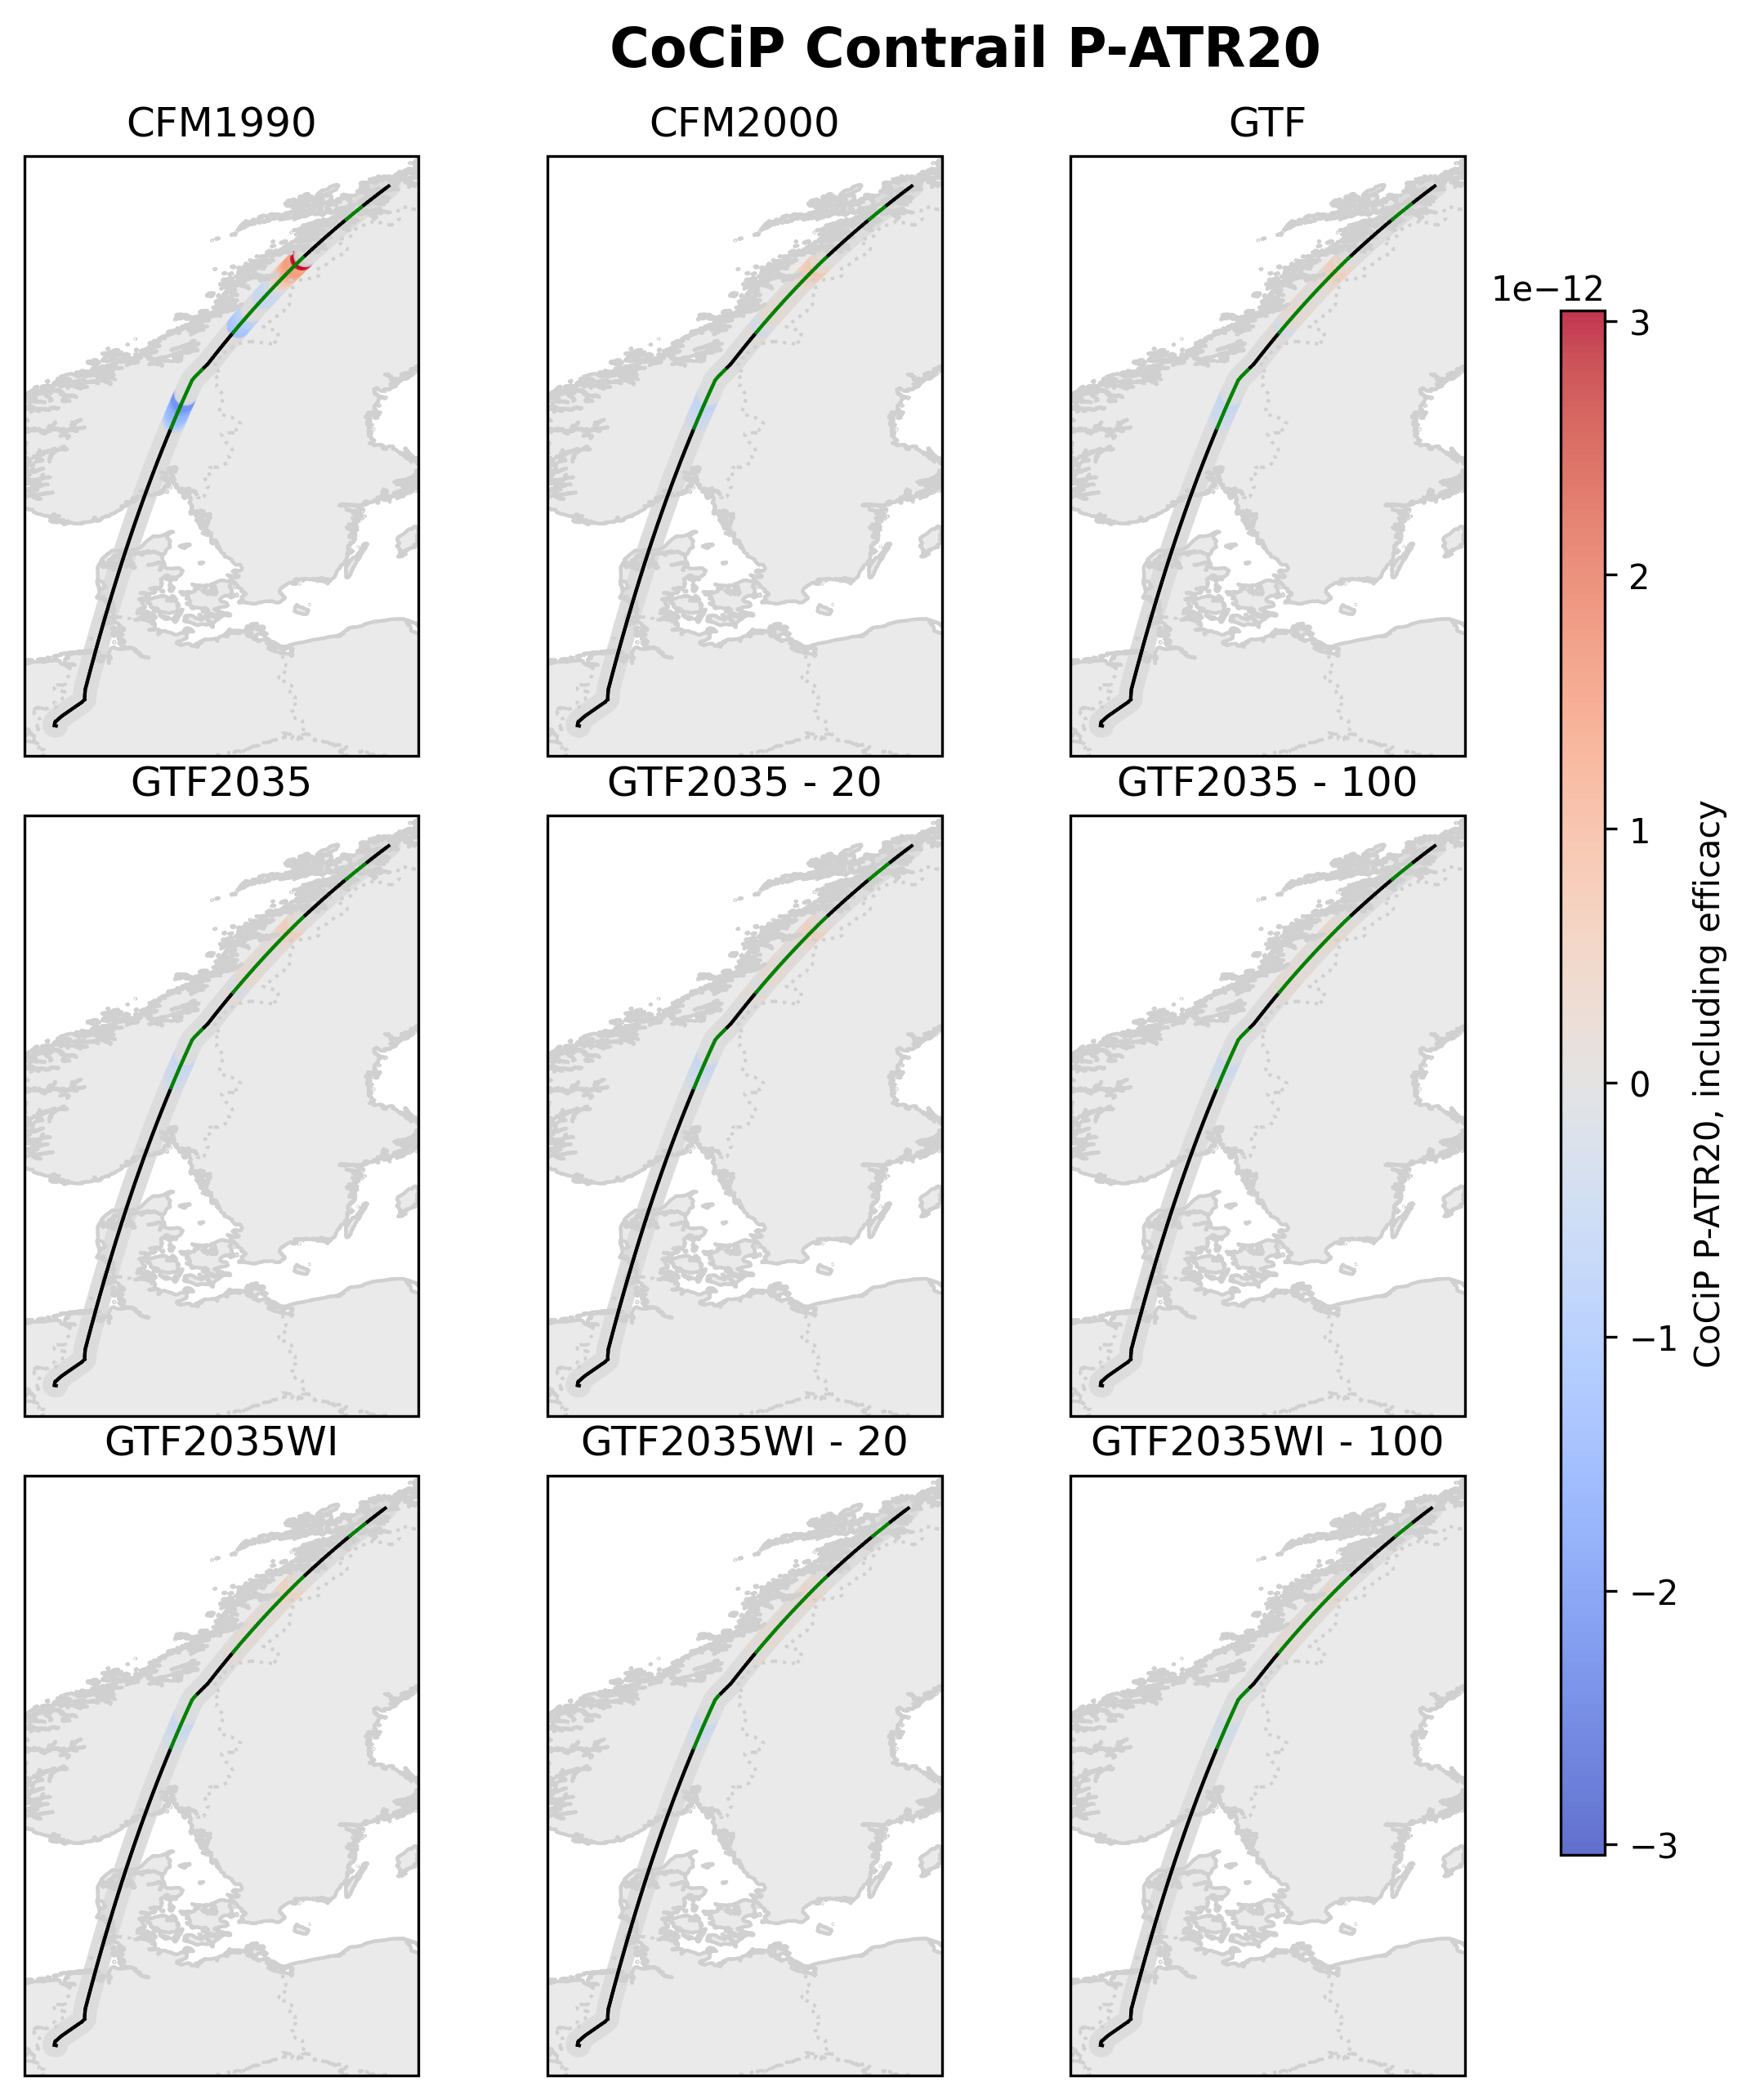 CoCiP Contrail P-ATR20
CFM1990
CFM2000
GTF
GTF2035
GTF2035 - 20
GTF2035 - 100
GTF2035WI
GTF2035WI - 20
GTF2035WI - 100
1e−12
3
2
1
0
−1
−2
−3
CoCiP P-ATR20, including efficacy